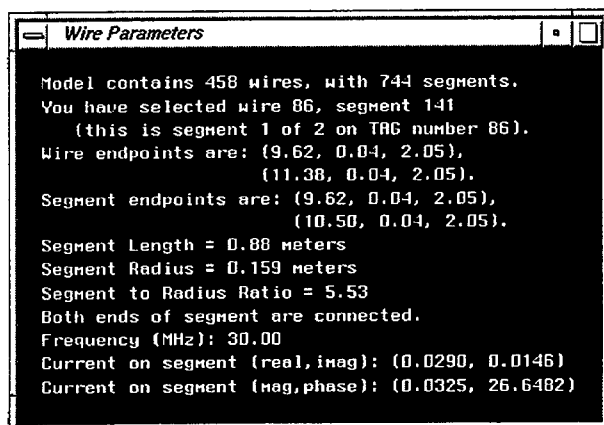 Wire Parameters
Model contains 458 wires, with 744 segments.
You have selected wire 86, segment 141
(this is segment 1 of 2 on TAG number 86).
Wire endpoints are: (9.62, 0.04, 2.05),
(11.38, 0.04, 2.05).
Segment endpoints are: (9.62, 0.04, 2.05),
(10.50, 0.04, 2.05).
Segment Length = 0.88 meters
Segment Radius = 0.159 meters
Segment to Radius Ratio = 5.53
Both ends of segment are connected.
Frequency (MHz): 30.00
Current on segment (real,imag): (0.0290, 0.0146)
Current on segment (mag,phase): (0.0325, 26.6482)